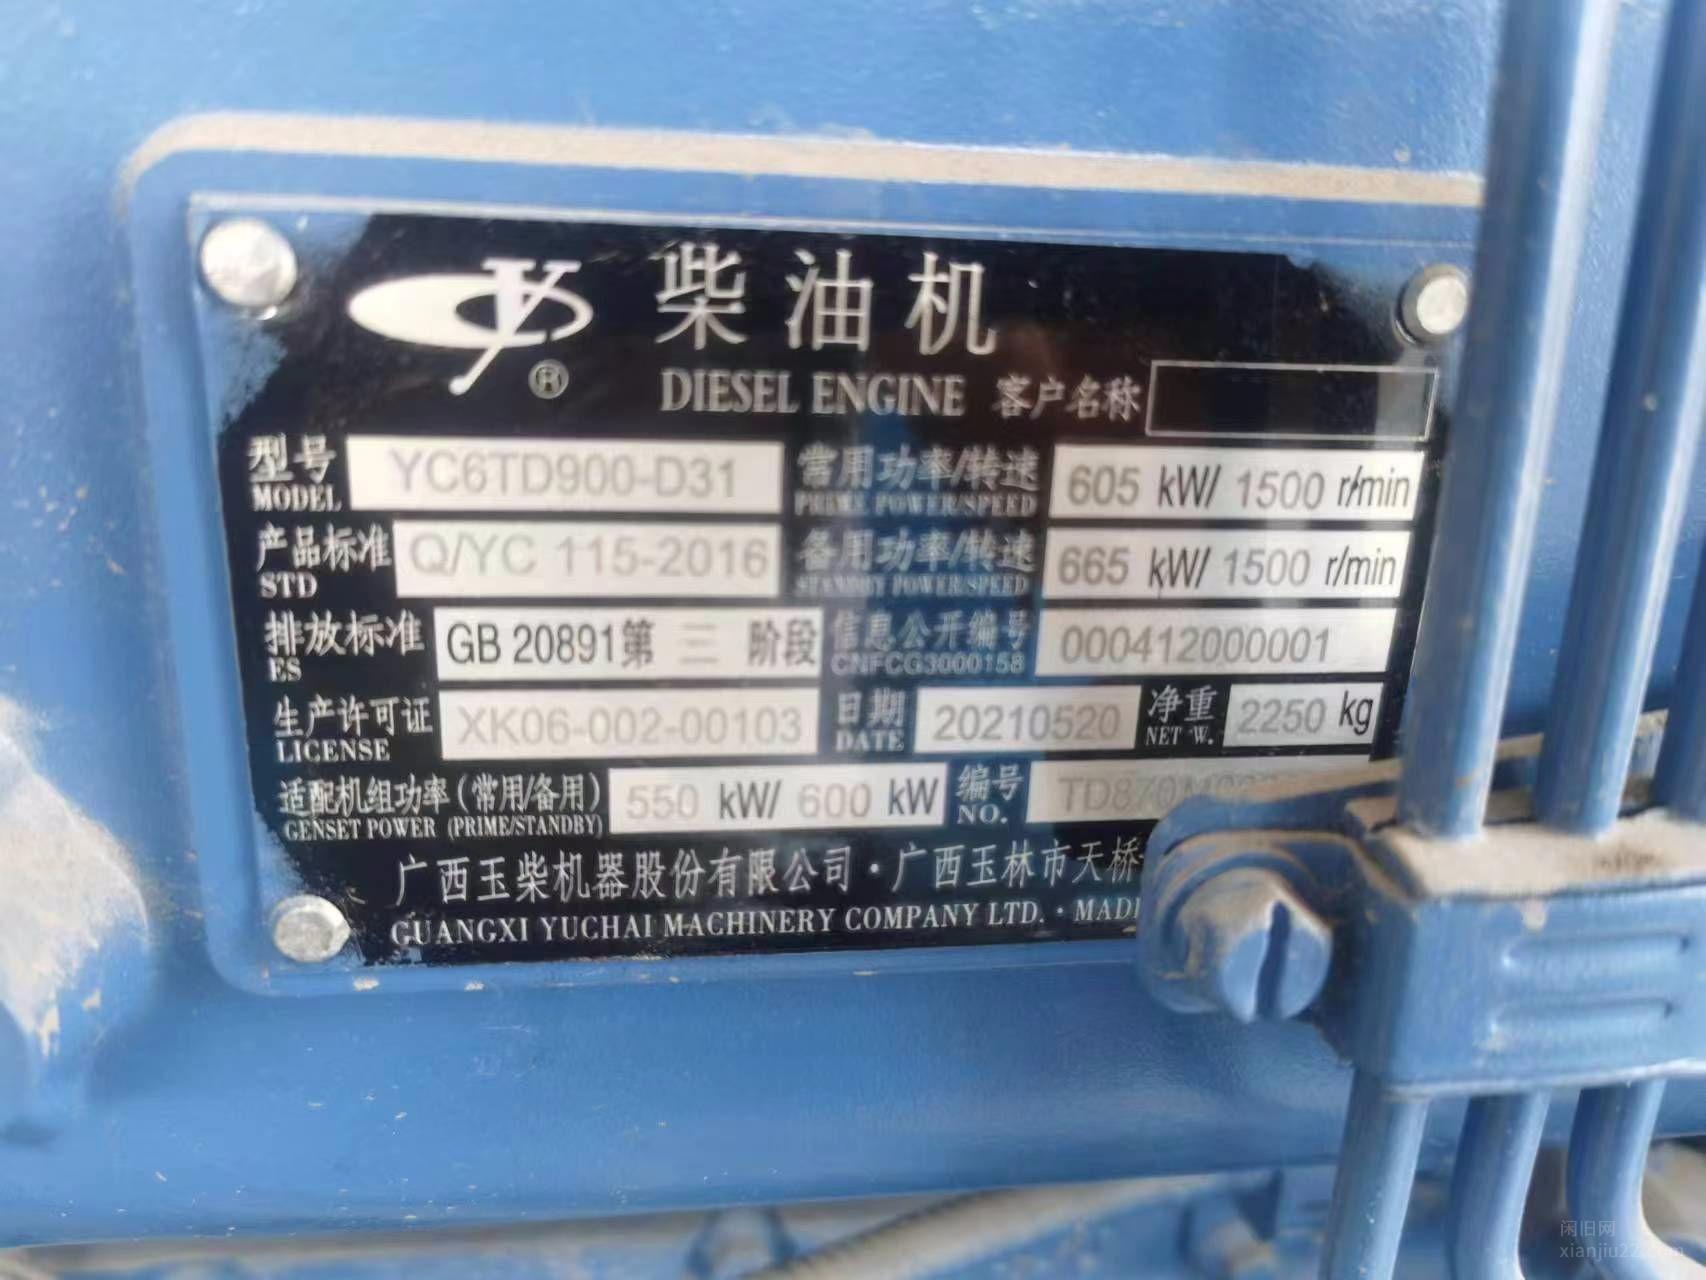 柴油机
®
DIESEL ENGINE 客户名称
型号 YC6TD900-D31 常用功率/转速 605 kW/ 1500 r/min
MODEL PRIME POWER/SPEED
产品标准 Q/YC 115-2016 备用功率/转速 665 kW/ 1500 r/min
STD STANDBY POWER/SPEED
排放标准 GB 20891第 三 阶段 信息公开编号 000412000001
ES CNFCG3000158
生产许可证 XK06-002-00103 日期 20210520 净重 2250 kg
LICENSE DATE NET W.
适配机组功率(常用/备用) 550 kW/ 600 kW 编号
GENSET POWER (PRIME/STANDBY) NO.
广西玉柴机器股份有限公司·广西玉林市天桥
GUANGXI YUCHAI MACHINERY COMPANY LTD.·
闲旧网
xianjiu22.com